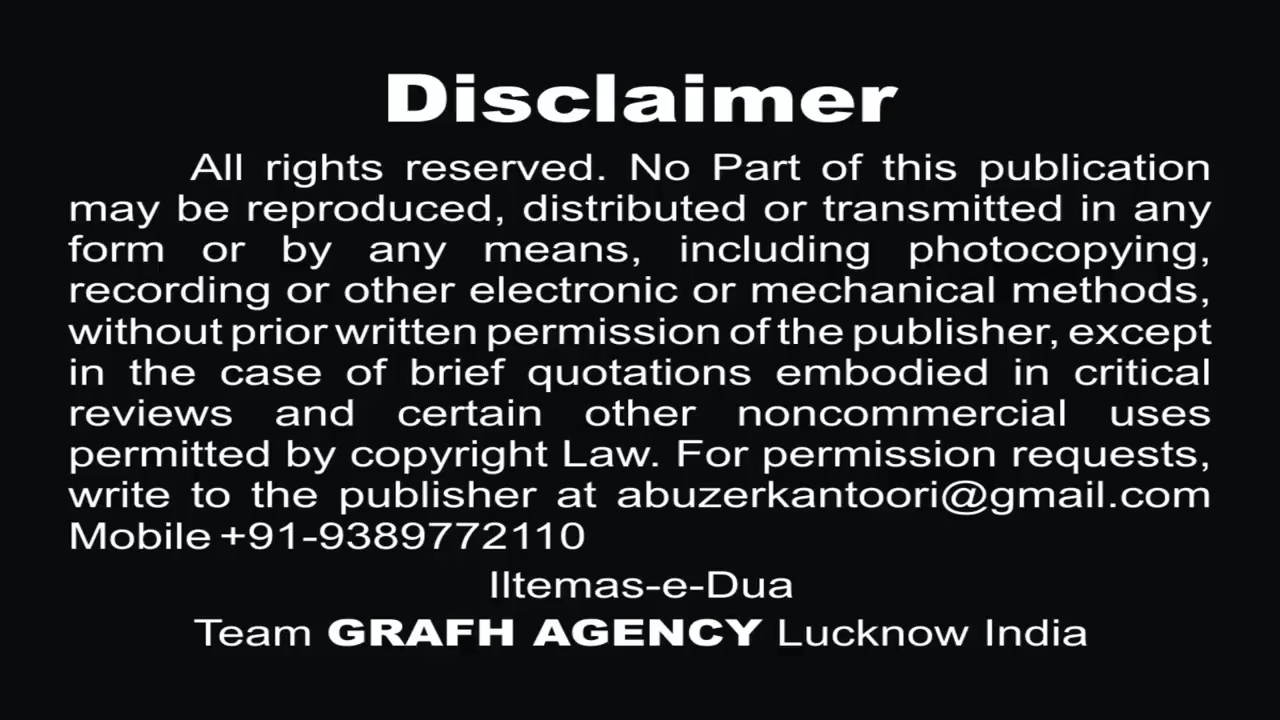 Disclaimer
All rights reserved. No Part of this publication
may be reproduced, distributed or transmitted in any
form or by any means, including photocopying,
recording or other electronic or mechanical methods,
without prior written permission of the publisher, except
in the case of brief quotations embodied in critical
reviews and certain other noncommercial uses
permitted by copyright Law. For permission requests,
write to the publisher at abuzerkantoori@gmail.com
Mobile +91-9389772110
IItemas-e-Dua
Team GRAFH AGENCY Lucknow India